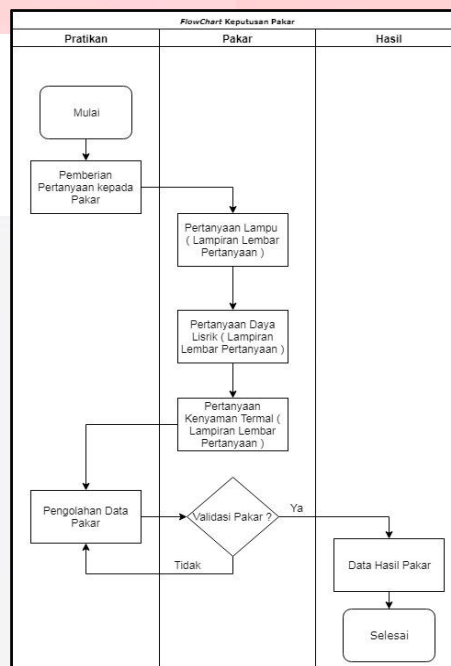 FlowChart Keputusan Pakar
Pratikan
Pakar
Hasil
Mulai
Pemberian
Pertanyaan kepada
Pakar
Pertanyaan Lampu
( Lampiran Lembar
Pertanyaan )
Pertanyaan Daya
Lisrik ( Lampiran
Lembar Pertanyaan )
Pertanyaan
Kenyaman Termal (
Lampiran Lembar
Pertanyaan )
Pengolahan Data
Pakar
Validasi Pakar ?
Ya
Tidak
Data Hasil Pakar
Selesai